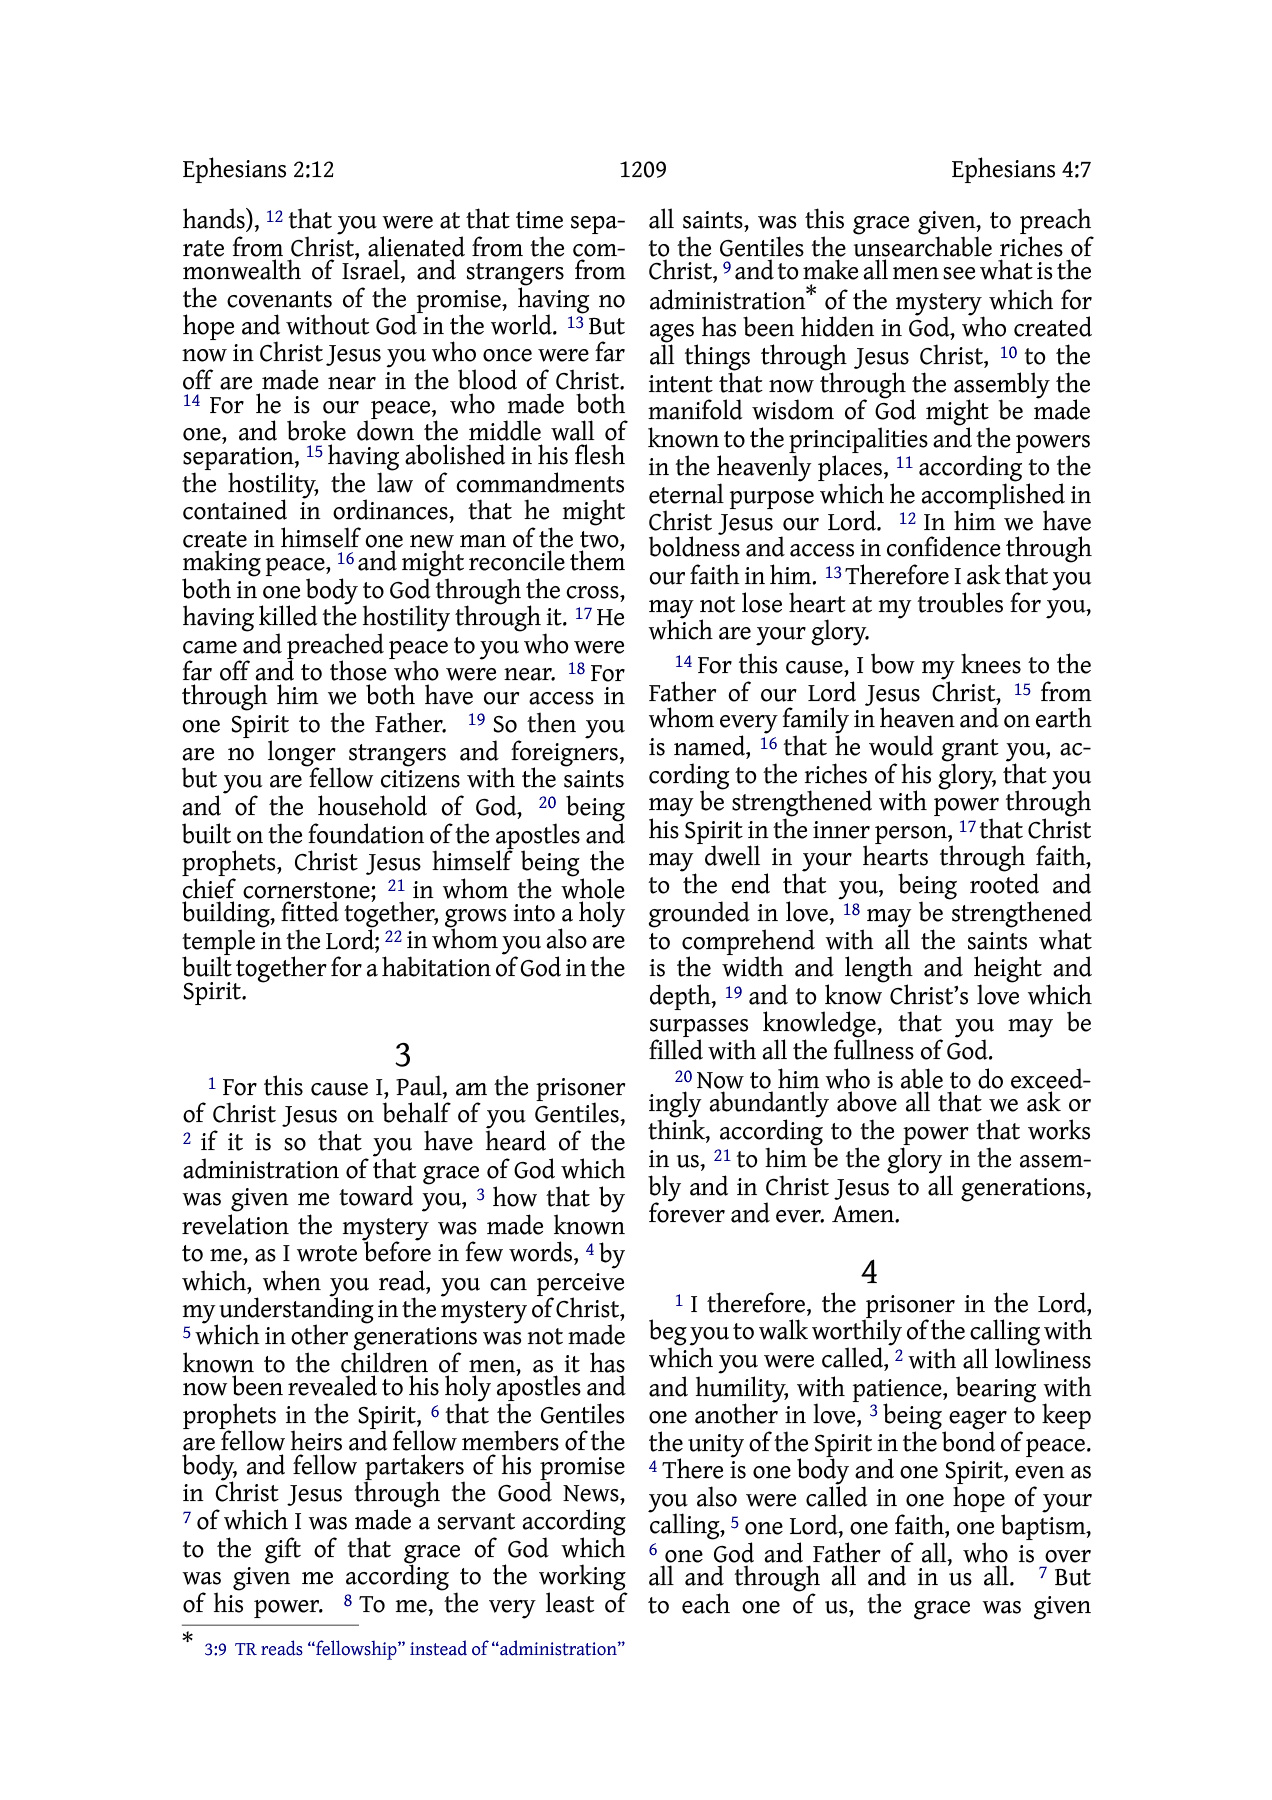 Ephesians 2:12 1209 Ephesians 4:7
hands), 12 that you were at that time sepa-
rate from Christ, alienated from the com-
monwealth of Israel, and strangers from
the covenants of the promise, having no
hope and without God in the world. 13 But
now in Christ Jesus you who once were far
off are made near in the blood of Christ.
14 For he is our peace, who made both
one, and broke down the middle wall of
separation, 15 having abolished in his flesh
the hostility, the law of commandments
contained in ordinances, that he might
create in himself one new man of the two,
making peace, 16 and might reconcile them
both in one body to God through the cross,
having killed the hostility through it. 17 He
came and preached peace to you who were
far off and to those who were near. 18 For
through him we both have our access in
one Spirit to the Father. 19 So then you
are no longer strangers and foreigners,
but you are fellow citizens with the saints
and of the household of God, 20 being
built on the foundation of the apostles and
prophets, Christ Jesus himself being the
chief cornerstone; 21 in whom the whole
building, fitted together, grows into a holy
temple in the Lord; 22 in whom you also are
built together for a habitation of God in the
Spirit.
3
1 For this cause I, Paul, am the prisoner
of Christ Jesus on behalf of you Gentiles,
2 if it is so that you have heard of the
administration of that grace of God which
was given me toward you, 3 how that by
revelation the mystery was made known
to me, as I wrote before in few words, 4 by
which, when you read, you can perceive
my understanding in the mystery of Christ,
5 which in other generations was not made
known to the children of men, as it has
now been revealed to his holy apostles and
prophets in the Spirit, 6 that the Gentiles
are fellow heirs and fellow members of the
body, and fellow partakers of his promise
in Christ Jesus through the Good News,
7 of which I was made a servant according
to the gift of that grace of God which
was given me according to the working
of his power. 8 To me, the very least of
* 3:9 TR reads “fellowship” instead of “administration”
all saints, was this grace given, to preach
to the Gentiles the unsearchable riches of
Christ, 9 and to make all men see what is the
administration* of the mystery which for
ages has been hidden in God, who created
all things through Jesus Christ, 10 to the
intent that now through the assembly the
manifold wisdom of God might be made
known to the principalities and the powers
in the heavenly places, 11 according to the
eternal purpose which he accomplished in
Christ Jesus our Lord. 12 In him we have
boldness and access in confidence through
our faith in him. 13 Therefore I ask that you
may not lose heart at my troubles for you,
which are your glory.
14 For this cause, I bow my knees to the
Father of our Lord Jesus Christ, 15 from
whom every family in heaven and on earth
is named, 16 that he would grant you, ac-
cording to the riches of his glory, that you
may be strengthened with power through
his Spirit in the inner person, 17 that Christ
may dwell in your hearts through faith,
to the end that you, being rooted and
grounded in love, 18 may be strengthened
to comprehend with all the saints what
is the width and length and height and
depth, 19 and to know Christ’s love which
surpasses knowledge, that you may be
filled with all the fullness of God.
20 Now to him who is able to do exceed-
ingly abundantly above all that we ask or
think, according to the power that works
in us, 21 to him be the glory in the assem-
bly and in Christ Jesus to all generations,
forever and ever. Amen.
4
1 I therefore, the prisoner in the Lord,
beg you to walk worthily of the calling with
which you were called, 2 with all lowliness
and humility, with patience, bearing with
one another in love, 3 being eager to keep
the unity of the Spirit in the bond of peace.
4 There is one body and one Spirit, even as
you also were called in one hope of your
calling, 5 one Lord, one faith, one baptism,
6 one God and Father of all, who is over
all and through all and in us all. 7 But
to each one of us, the grace was given